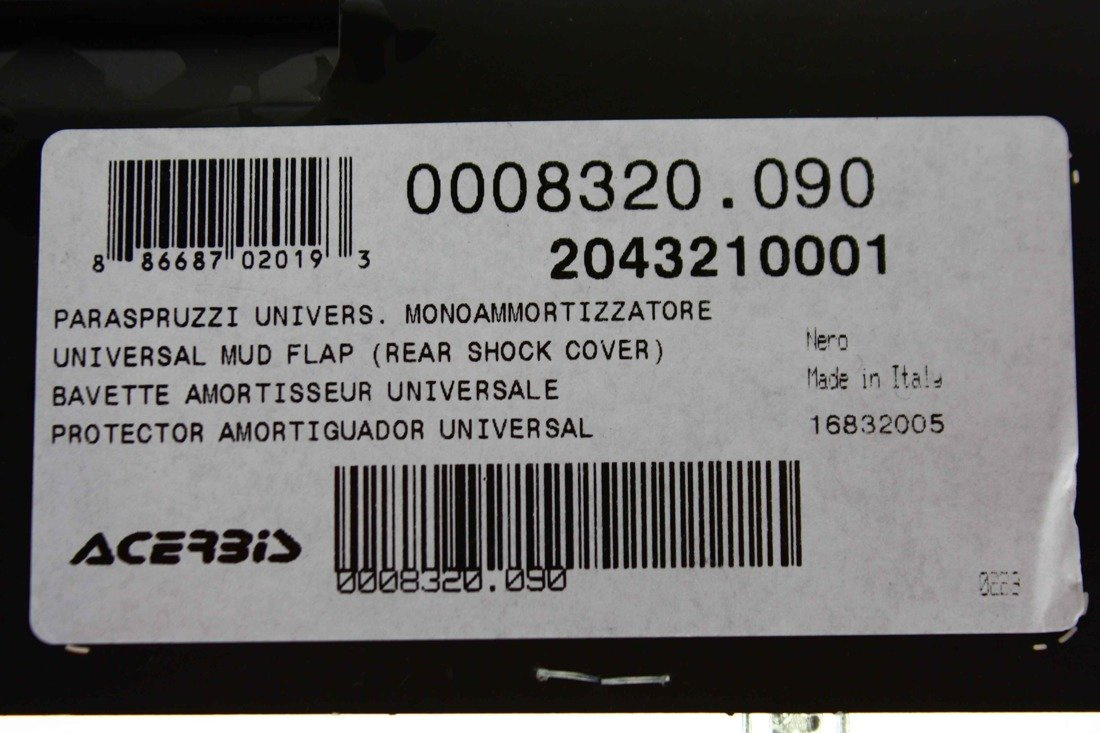 0008320.090
2043210001
8 86687 02019 3
PARASPRUZZI UNIVERS. MONOAMMORTIZZATORE
UNIVERSAL MUD FLAP (REAR SHOCK COVER)
BAVETTE AMORTISSEUR UNIVERSALE
PROTECTOR AMORTIGUADOR UNIVERSAL
Nero
Made in Italy
16832005
ACERBIS
0008320.090